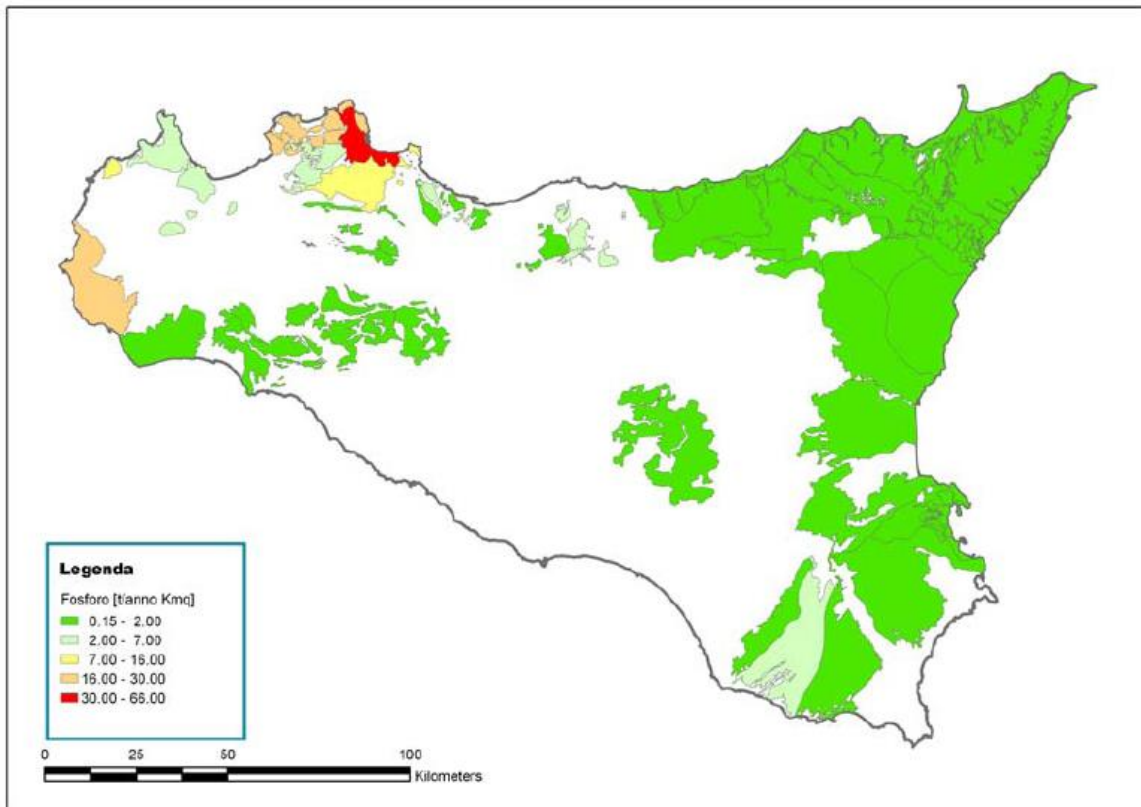 Legenda
Fosforo [t/anno Kmq]
0.15 - 2.00
2.00 - 7.00
7.00 - 16.00
16.00 - 30.00
30.00 - 66.00
0 25 50 100
Kilometers